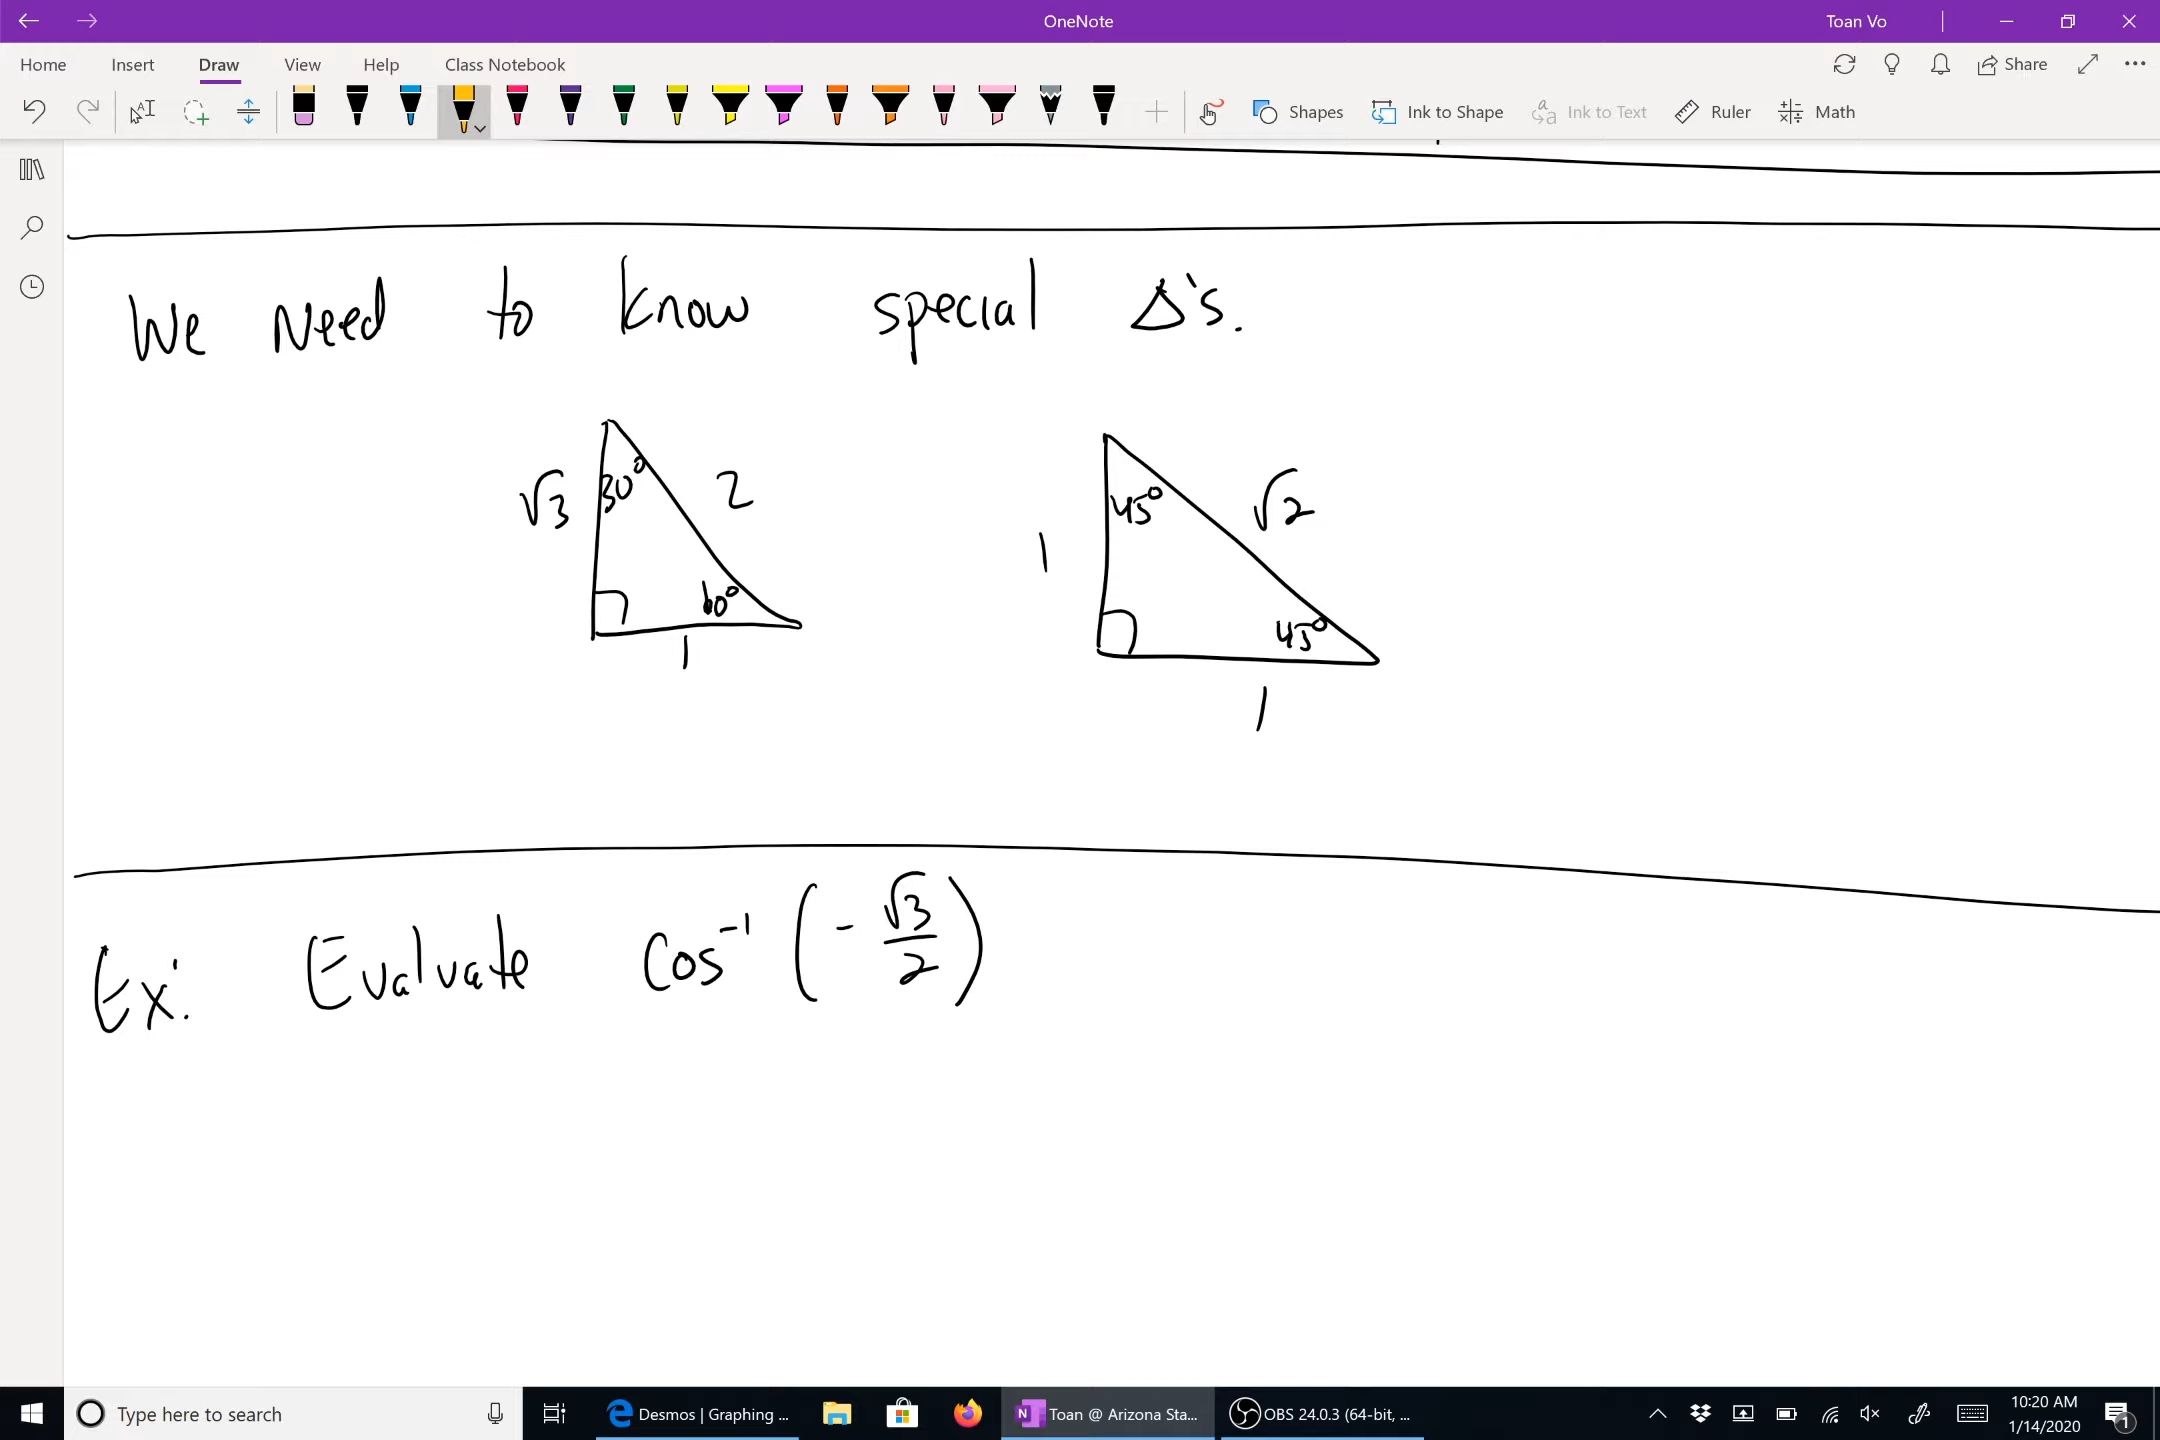 OneNote
Toan Vo
Home Insert Draw View Help Class Notebook
Share
Shapes Ink to Shape Ink to Text Ruler Math
We Need to know special Δ's.
√3 30° 2
60°
1
45° √2
1
45°
1
Ex: Evaluate cos⁻¹ (-√3/2)
Type here to search
Desmos | Graphing ...
Toan @ Arizona Sta...
OBS 24.0.3 (64-bit, ...
10:20 AM
1/14/2020
1